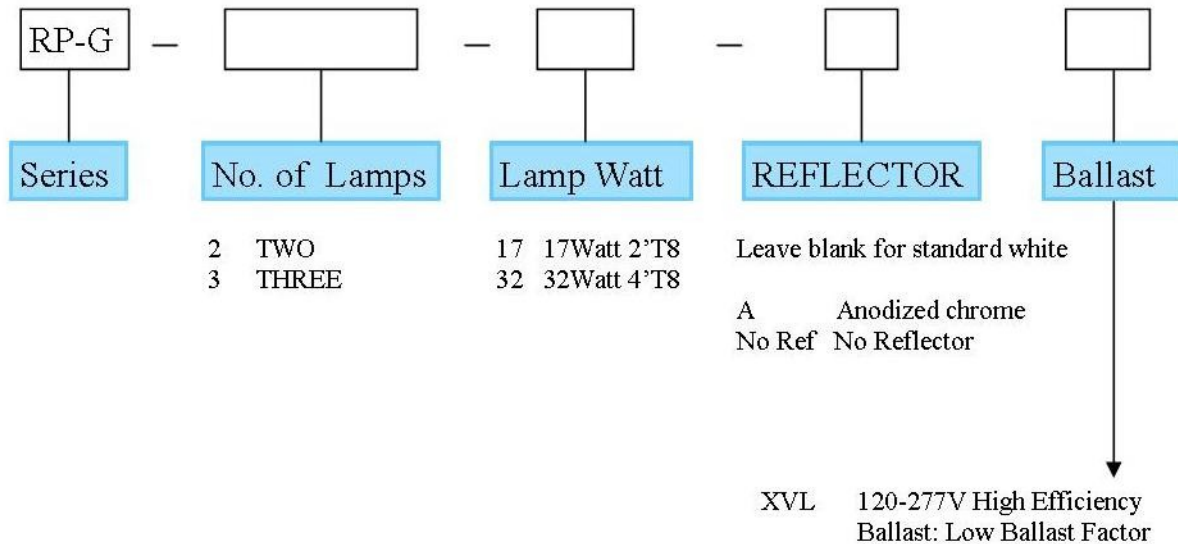 RP-G – – –
Series No. of Lamps Lamp Watt REFLECTOR Ballast
2 TWO
3 THREE
17 17Watt 2'T8
32 32Watt 4'T8
Leave blank for standard white
A Anodized chrome
No Ref No Reflector
XVL 120-277V High Efficiency
Ballast: Low Ballast Factor